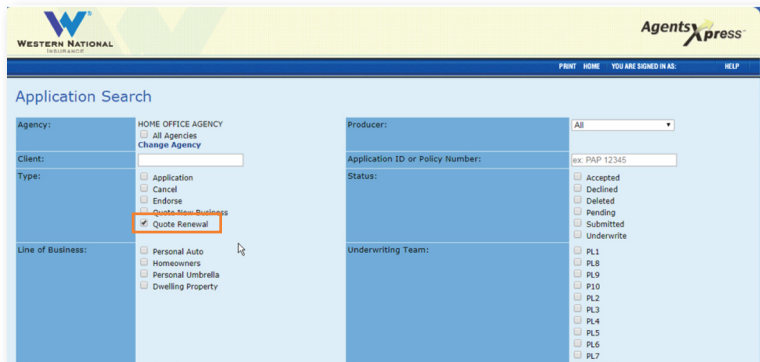 WESTERN NATIONAL
INSURANCE
AgentsXpress
PRINT HOME YOU ARE SIGNED IN AS: HELP
Application Search
Agency: HOME OFFICE AGENCY Producer: All
All Agencies
Change Agency
Client: Application ID or Policy Number: ex: PAP 12345
Type: Application Status: Accepted
Cancel Declined
Endorse Deleted
Quote New Business Pending
Quote Renewal Submitted
Underwrite
Line of Business: Personal Auto Underwriting Team: PL1
Homeowners PL8
Personal Umbrella PL9
Dwelling Property P10
PL2
PL3
PL4
PL5
PL6
PL7